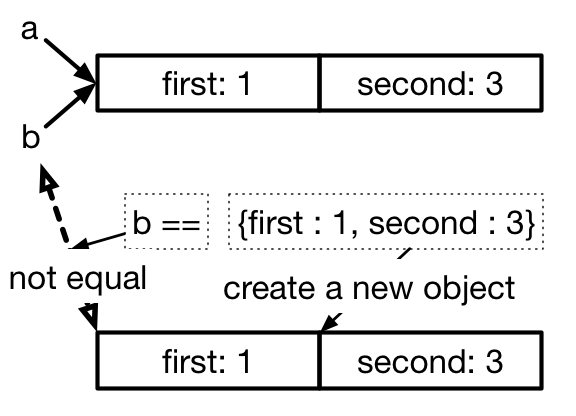 a
first: 1 second: 3
b
b == {first : 1, second : 3}
not equal
create a new object
first: 1 second: 3